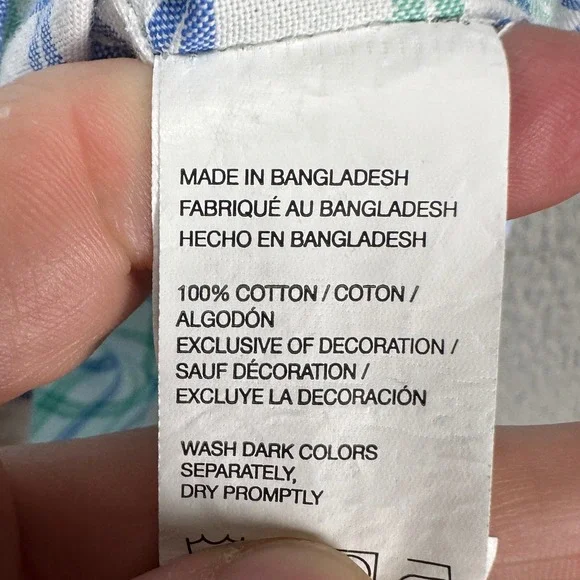 MADE IN BANGLADESH
FABRIQUÉ AU BANGLADESH
HECHO EN BANGLADESH
100% COTTON / COTON /
ALGODÓN
EXCLUSIVE OF DECORATION /
SAUF DÉCORATION /
EXCLUYE LA DECORACIÓN
WASH DARK COLORS
SEPARATELY,
DRY PROMPTLY